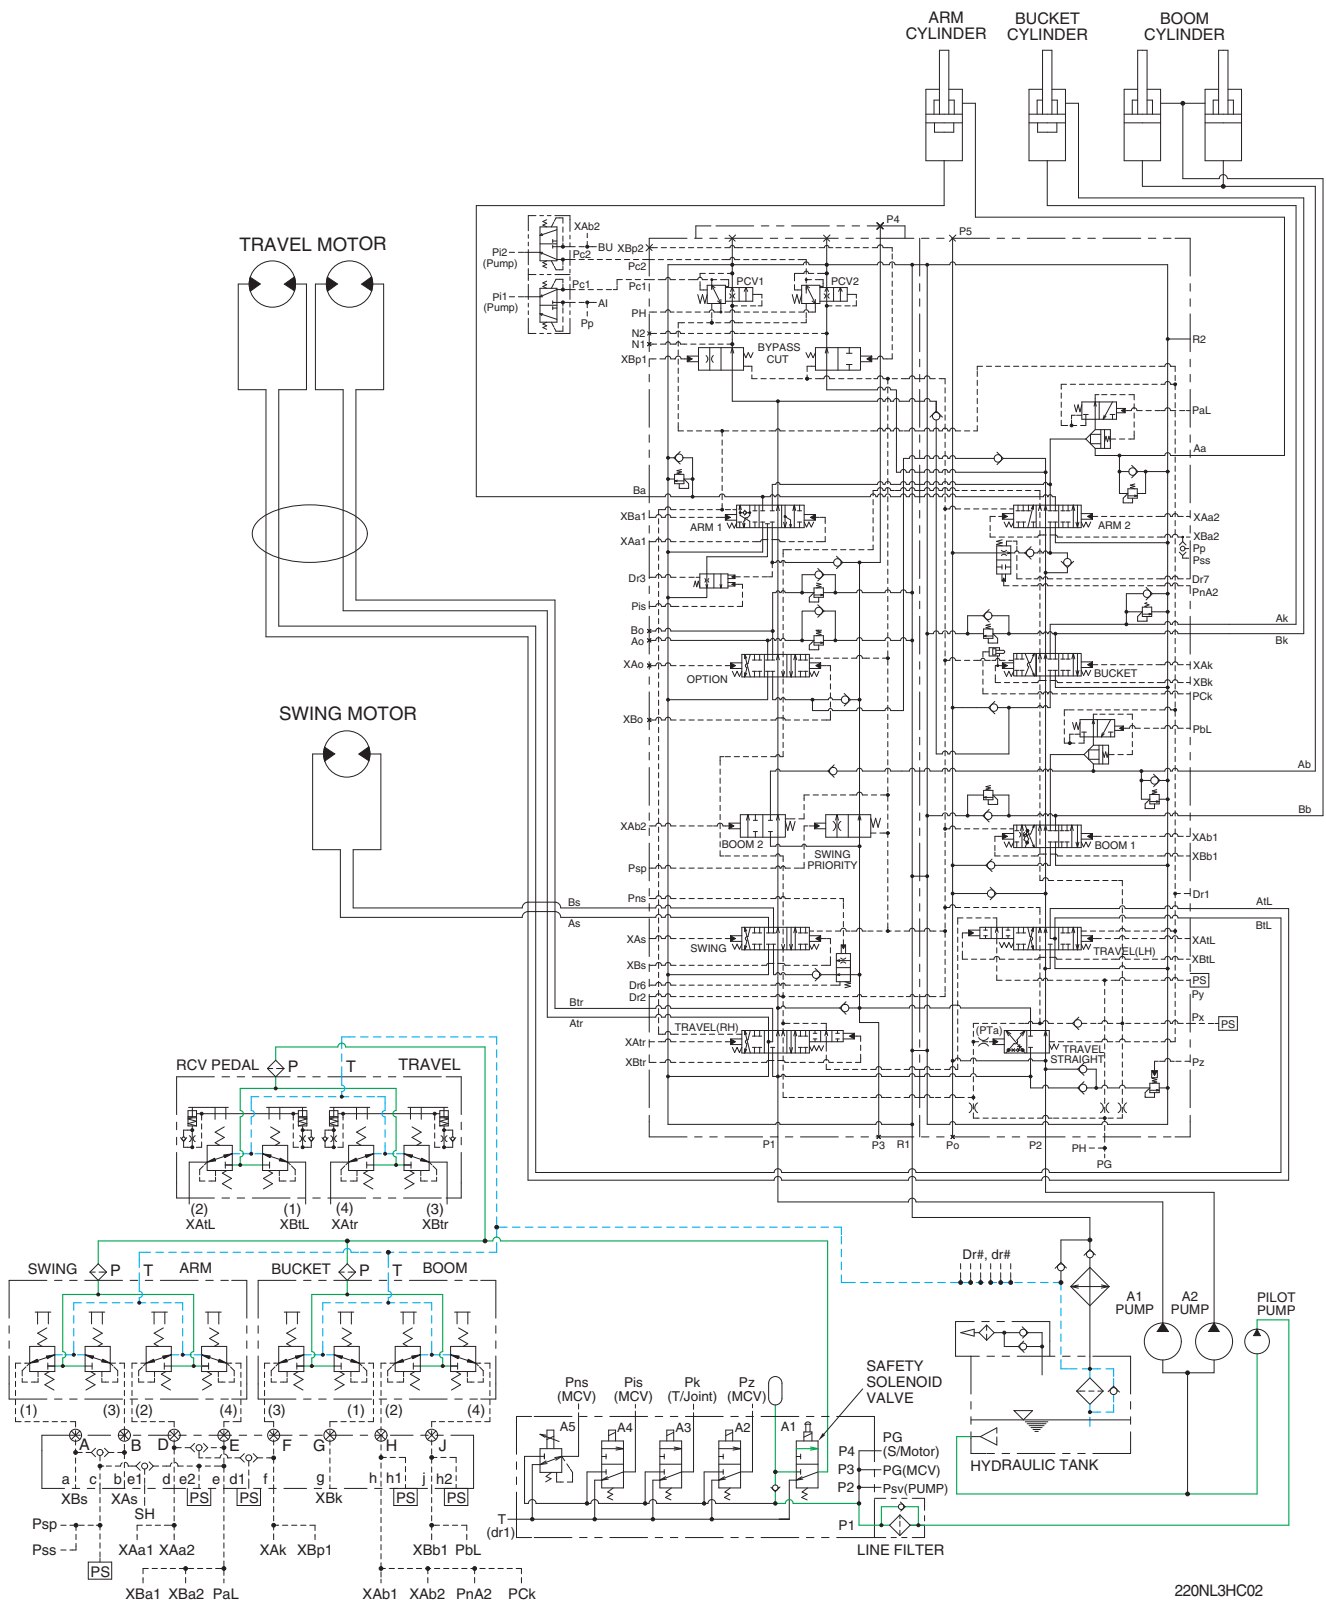 ARM
CYLINDER
BUCKET
CYLINDER
BOOM
CYLINDER
TRAVEL MOTOR
XAb2
BU
Pi2
(Pump)
Pc2
Pc1
Pi1
(Pump)
AI
Pp
P4
P5
XBp2
Pc2
Pc1
PCV1
PCV2
PH
N2
N1
XBp1
BYPASS
CUT
R2
PaL
Aa
Ba
XBa1
ARM 1
XAa1
ARM 2
XAa2
XBa2
Pp
Pss
Dr3
Dr7
Pis
PnA2
Bo
Ao
Ak
Bk
XAo
OPTION
BUCKET
XAk
XBk
PCk
XBo
PbL
SWING MOTOR
Ab
Bb
XAb2
BOOM 2
SWING
PRIORITY
BOOM 1
XAb1
XBb1
Psp
Pns
Dr1
Bs
As
AtL
BtL
XAs
SWING
TRAVEL(LH)
XAtL
XBs
XBtL
Dr6
PS
Dr2
Py
Btr
Atr
TRAVEL(RH)
(PTa)
Px
PS
XAtr
TRAVEL
STRAIGHT
XBtr
Pz
P1
P3
R1
Po
P2
PH
PG
RCV PEDAL
P
T
TRAVEL
(2)
XAtL
(1)
XBtL
(4)
XAtr
(3)
XBtr
SWING
P
T
ARM
BUCKET
P
T
BOOM
(1)
(3)
(2)
(4)
(3)
(1)
(2)
(4)
A
B
D
E
F
G
H
J
a
c
b
e1
d
e2
e
d1
f
g
h
h1
j
h2
XBs
XAs
PS
PS
XBk
PS
PS
SH
Psp
Pss
PS
XAa1
XAa2
XAk
XBp1
XBb1
PbL
XBa1
XBa2
PaL
XAb1
XAb2
PnA2
PCk
Dr#, dr#
A1
PUMP
A2
PUMP
PILOT
PUMP
HYDRAULIC TANK
SAFETY
SOLENOID
VALVE
Pns
(MCV)
Pis
(MCV)
Pk
(T/Joint)
Pz
(MCV)
A5
A4
A3
A2
A1
PG
(S/Motor)
P4
P3
PG(MCV)
P2
Psv(PUMP)
P1
T
(dr1)
LINE FILTER
220NL3HC02